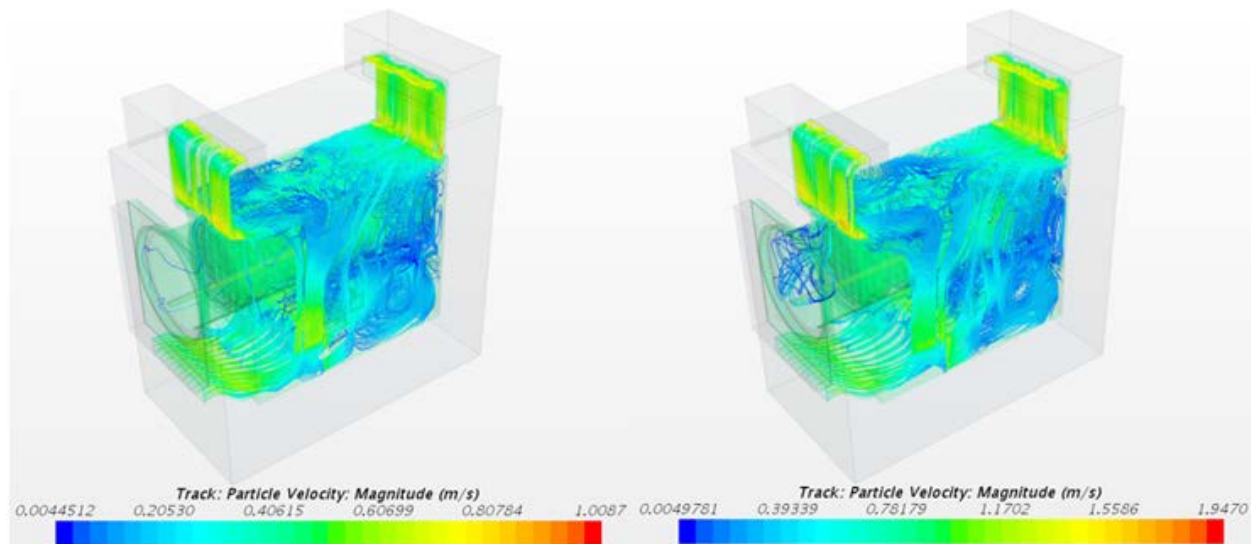 Track: Particle Velocity: Magnitude (m/s)
0.0044512 0.20530 0.40615 0.60699 0.80784 1.0087
Track: Particle Velocity: Magnitude (m/s)
0.0049781 0.39339 0.78179 1.1702 1.5586 1.9470